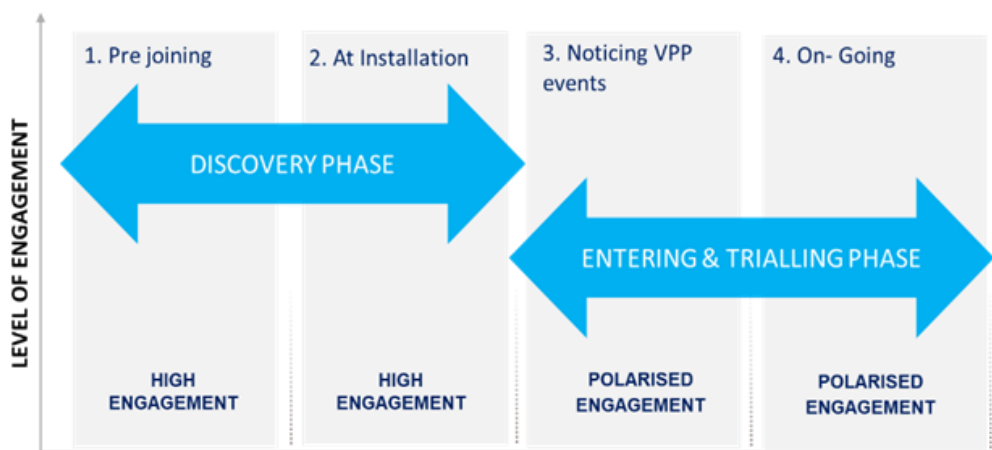 LEVEL OF ENGAGEMENT
1. Pre joining
2. At Installation
3. Noticing VPP
events
4. On- Going
DISCOVERY PHASE
ENTERING & TRIALLING PHASE
HIGH
ENGAGEMENT
HIGH
ENGAGEMENT
POLARISED
ENGAGEMENT
POLARISED
ENGAGEMENT